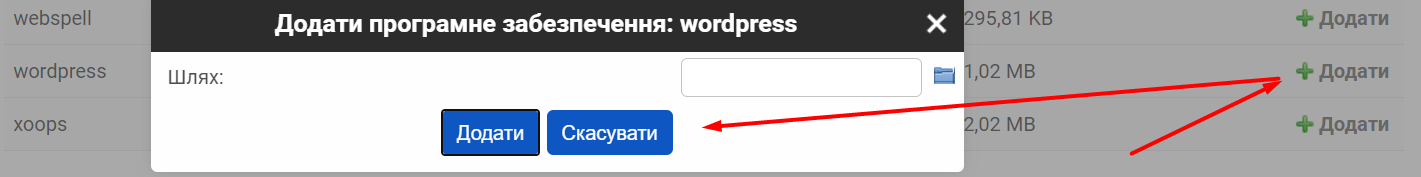 webspell
295,81 KB
Додати
Додати програмне забезпечення: wordpress
wordpress
1,02 MB
Додати
Шлях:
xoops
2,02 MB
Додати
Додати
Скасувати